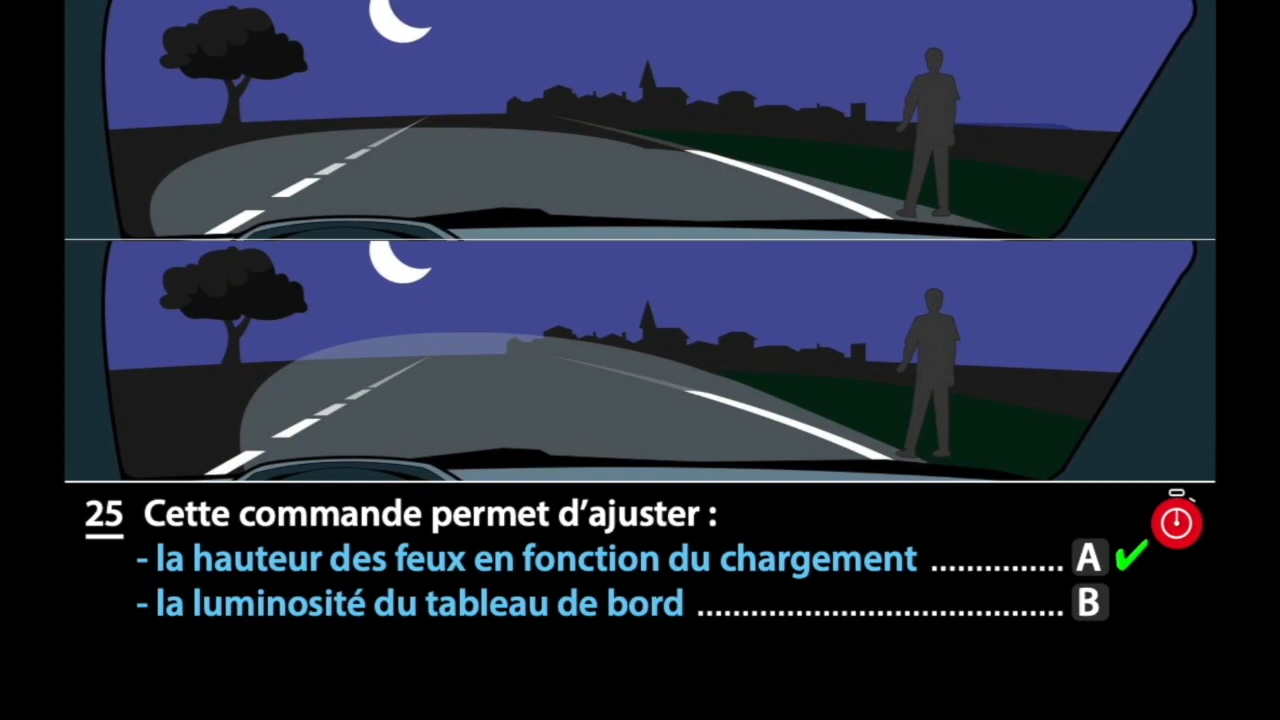 25 Cette commande permet d’ajuster :
- la hauteur des feux en fonction du chargement ............... A
- la luminosité du tableau de bord ......................................... B